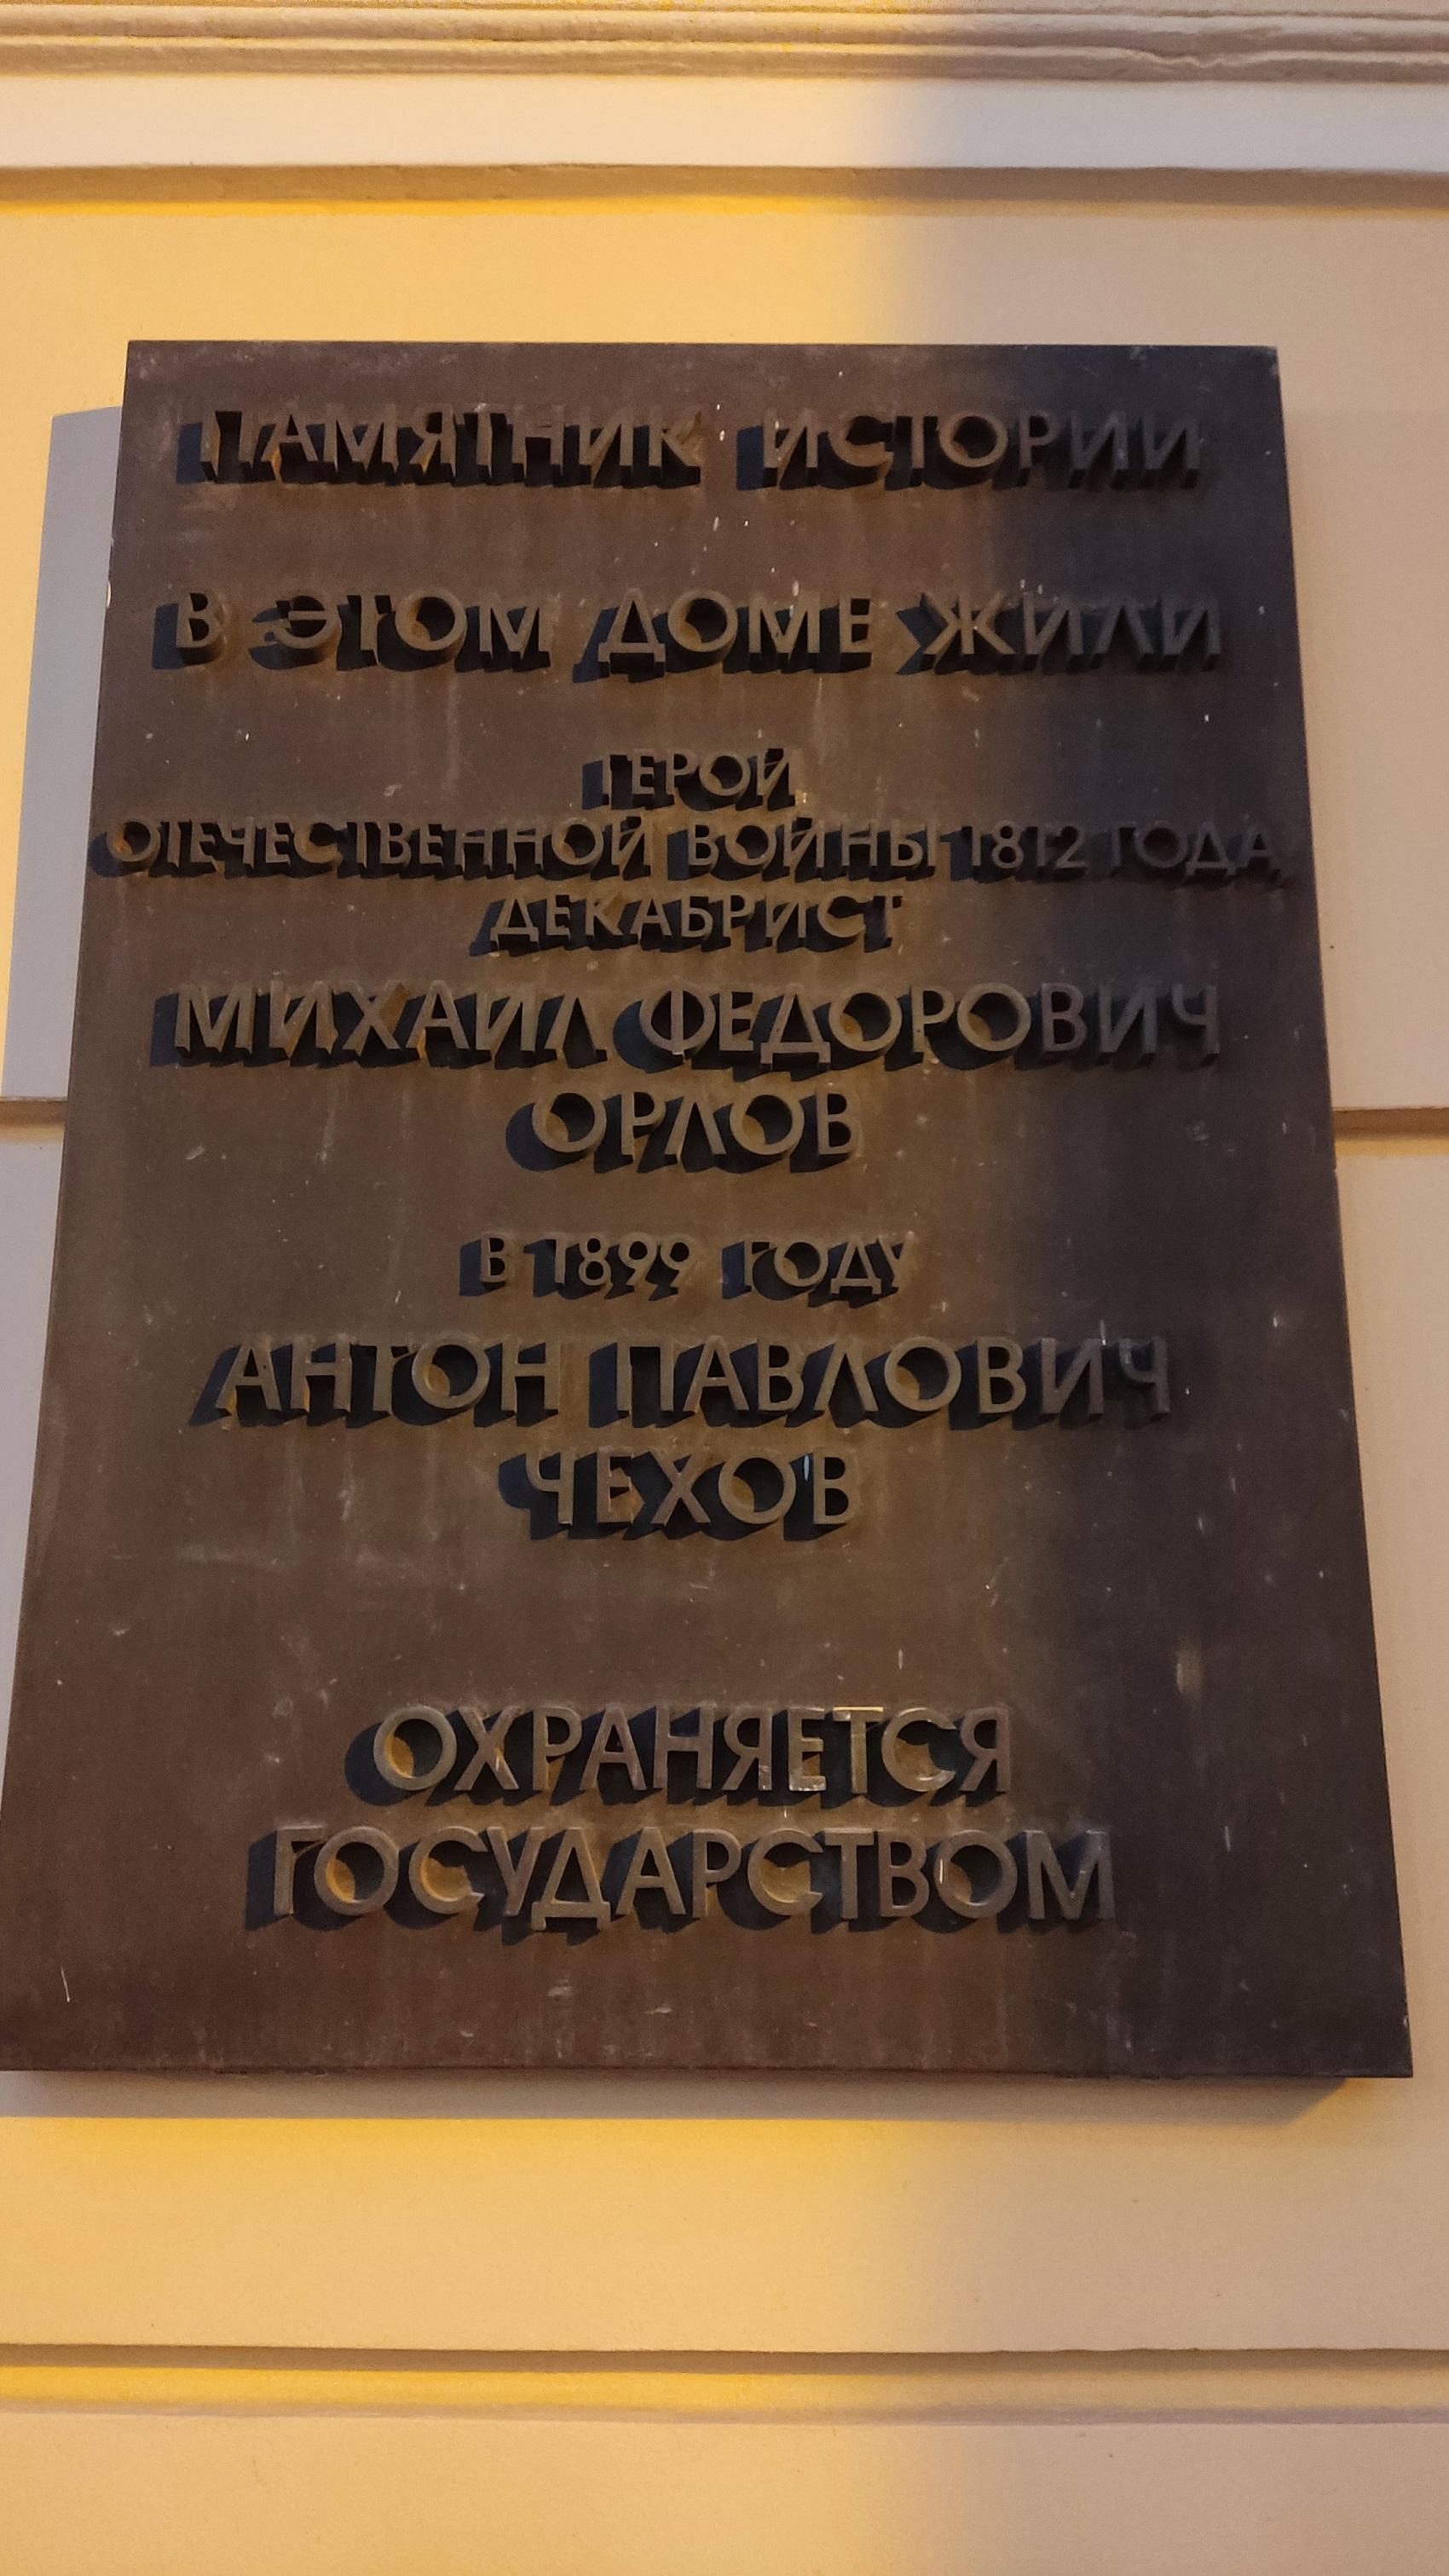 ПАМЯТНИК ИСТОРИИ
В ЭТОМ ДОМЕ ЖИЛИ
ГЕРОЙ
ОТЕЧЕСТВЕННОЙ ВОЙНЫ 1812 ГОДА,
ДЕКАБРИСТ
МИХАИЛ ФЕДОРОВИЧ
ОРЛОВ
В 1899 ГОДУ
АНТОН ПАВЛОВИЧ
ЧЕХОВ
ОХРАНЯЕТСЯ
ГОСУДАРСТВОМ